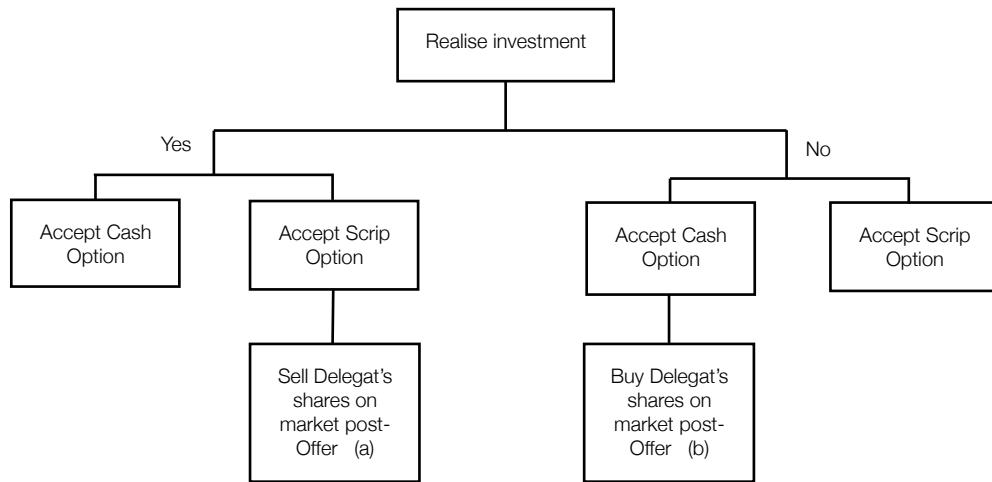 Realise investment
Yes
No
Accept Cash
Option
Accept Scrip
Option
Accept Cash
Option
Accept Scrip
Option
Sell Delegat's
shares on
market post-
Offer (a)
Buy Delegat's
shares on
market post-
Offer (b)